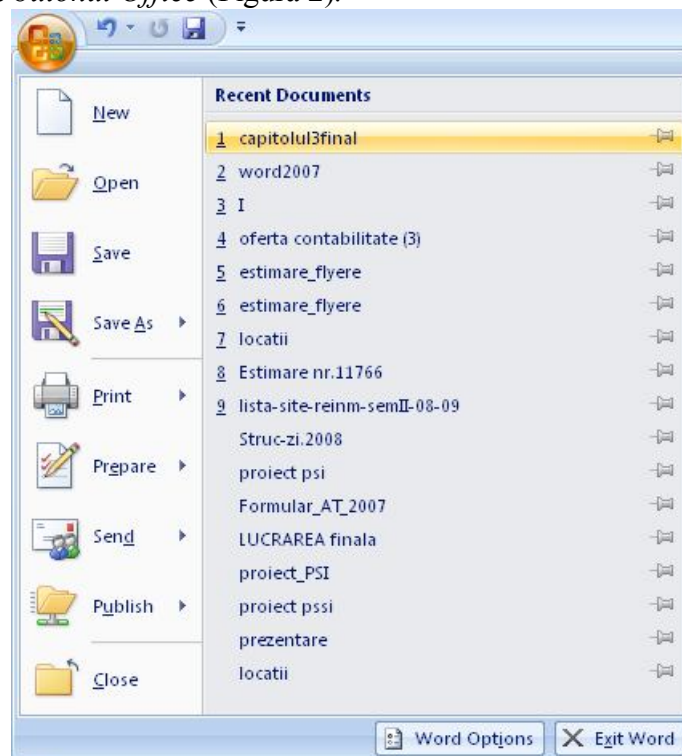 butonul Office (Figura 2).
New
Open
Save
Save As
Print
Prepare
Send
Publish
Close
Recent Documents
1 capitolul3final
2 word2007
3 I
4 oferta contabilitate (3)
5 estimare_flyere
6 estimare_flyere
7 locatii
8 Estimare nr.11766
9 lista-site-reinm-semII-08-09
Struc-zi.2008
proiect psi
Formular_AT_2007
LUCRAREA finala
proiect_PSI
proiect pssi
prezentare
locatii
Word Options
Exit Word